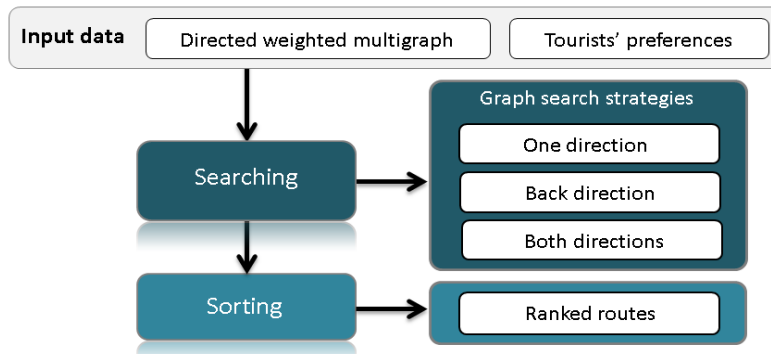 Input data
Directed weighted multigraph
Tourists’ preferences
Graph search strategies
One direction
Searching
Back direction
Both directions
Sorting
Ranked routes